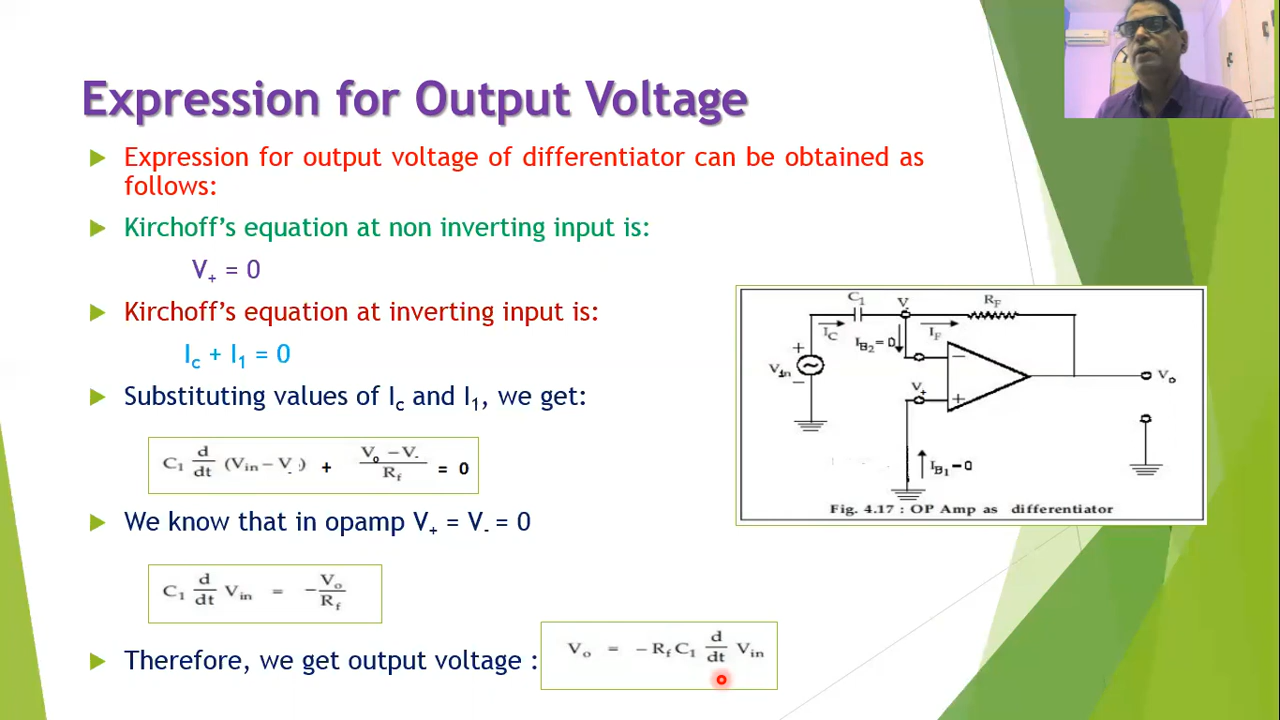 Expression for Output Voltage
Expression for output voltage of differentiator can be obtained as
follows:
Kirchoff's equation at non inverting input is:
V+ = 0
Kirchoff's equation at inverting input is:
Ic + I1 = 0
Substituting values of Ic and I1, we get:
C1 d/dt (Vin – V-) + Vo – V-/Rf = 0
We know that in opamp V+ = V- = 0
C1 d/dt Vin = –Vo/Rf
Therefore, we get output voltage :
Vo = –Rf C1 d/dt Vin
C1 V- RF
IC IB2=0 IF
+ Vin –
–
V+ +
Vo
IB1=0
Fig. 4.17 : OP Amp as differentiator